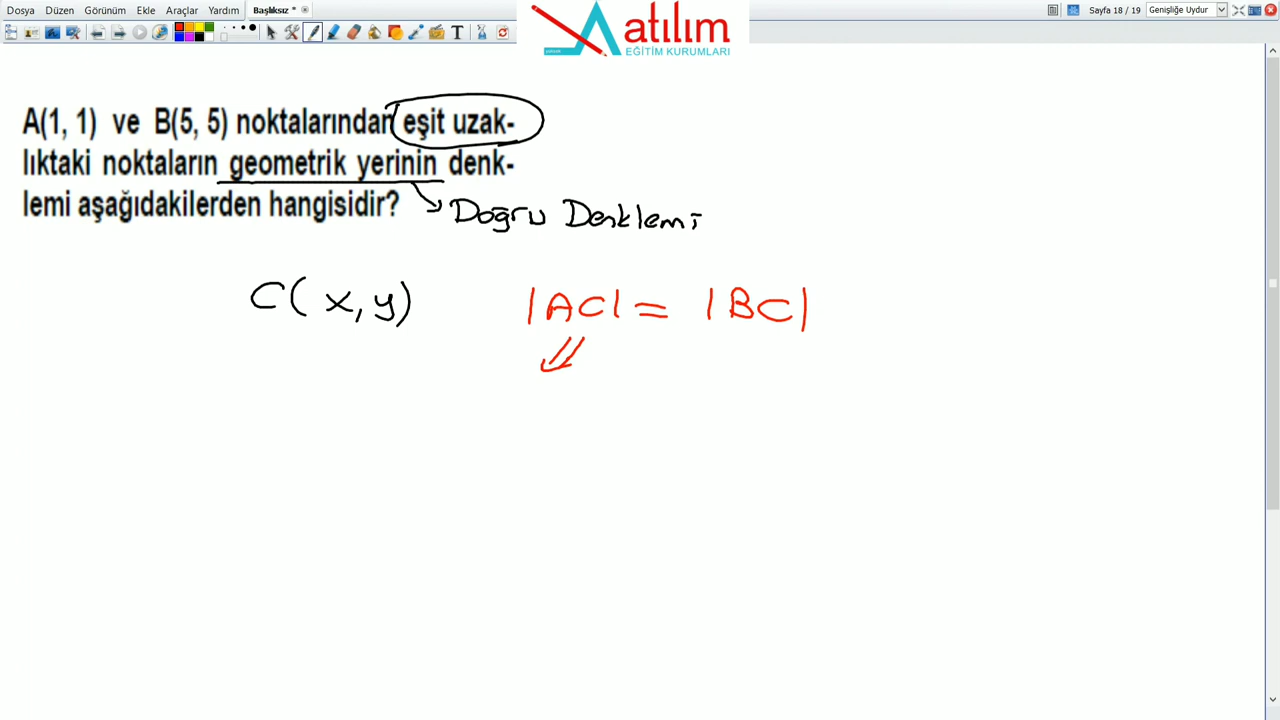 Dosya Düzen Görünüm Ekle Araçlar Yardım Başlıksız * Sayfa 18 / 19 Genişliğe Uydur
atılım
EĞİTİM KURUMLARI
A(1, 1) ve B(5, 5) noktalarından eşit uzak-
lıktaki noktaların geometrik yerinin denk-
lemi aşağıdakilerden hangisidir?
Doğru Denklemi
C( x, y) |AC| = |BC|